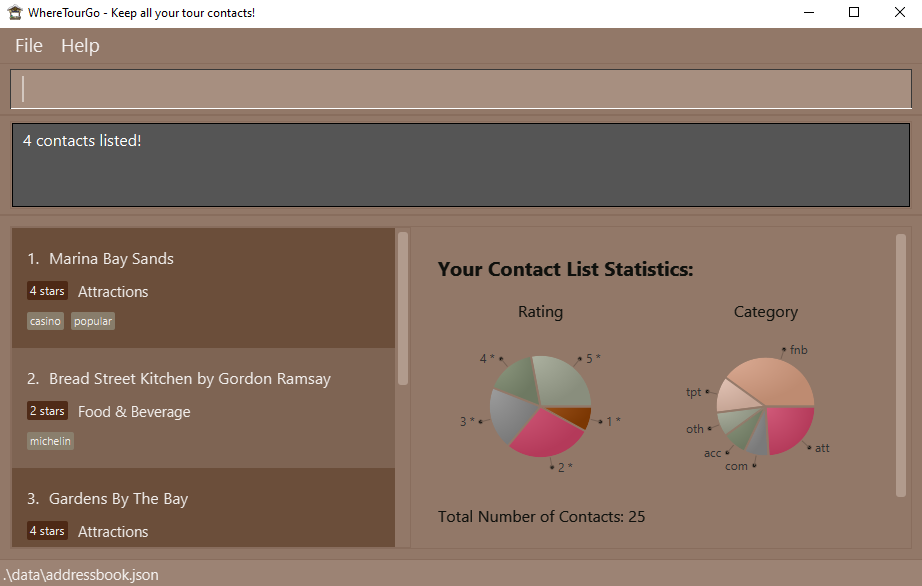 WhereTourGo - Keep all your tour contacts!
File Help
4 contacts listed!
1. Marina Bay Sands
4 stars Attractions
casino popular
2. Bread Street Kitchen by Gordon Ramsay
2 stars Food & Beverage
michelin
3. Gardens By The Bay
4 stars Attractions
Your Contact List Statistics:
Rating
4 *
5 *
3 *
1 *
2 *
Category
fnb
tpt
oth
acc
com
att
Total Number of Contacts: 25
.\data\addressbook.json